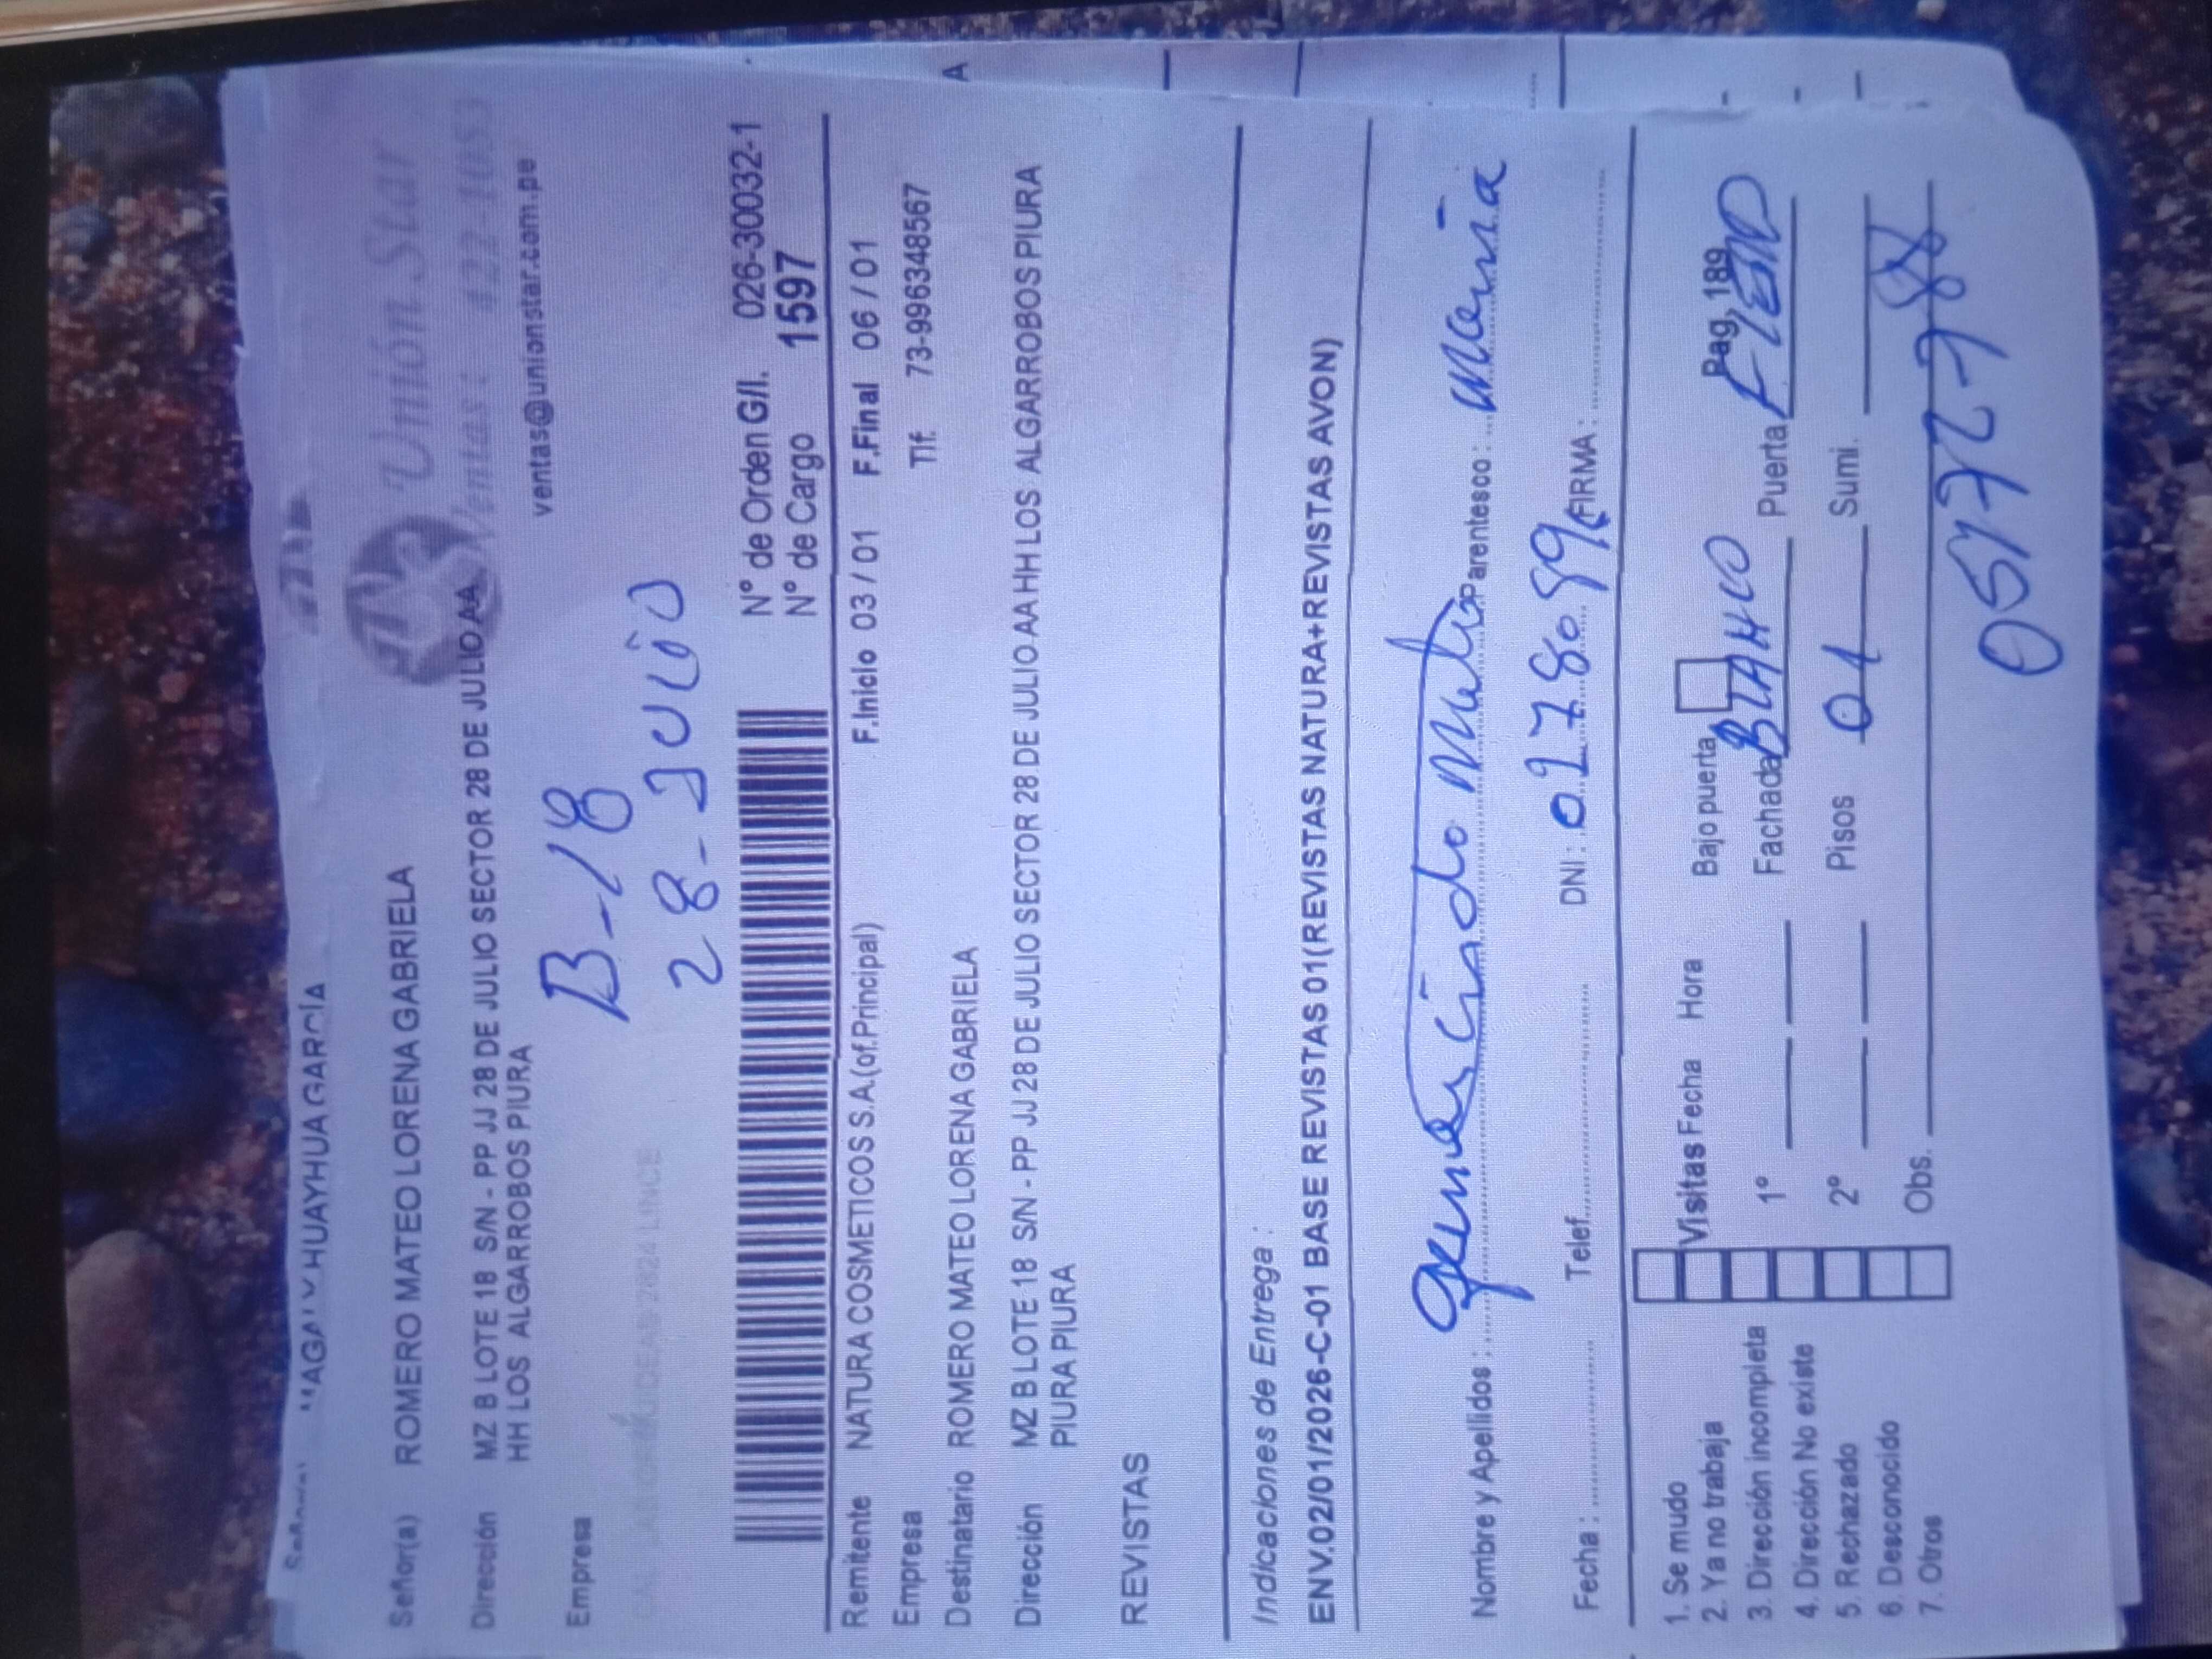 HUAYHUA GARCÍA
Unión Star
Ventas: 422-105
ventas@unionstar.com.pe
Señor(a) ROMERO MATEO LORENA GABRIELA
Dirección MZ B LOTE 18 S/N - PP JJ 28 DE JULIO SECTOR 28 DE JULIO AA
HH LOS ALGARROBOS PIURA
Empresa
B-18
28-JULIO
N° de Orden G/I. 026-30032-1
N° de Cargo 1597
Remitente NATURA COSMETICOS S.A.(of.Principal) F.Inicio 03 / 01 F.Final 06 / 01
Empresa Tlf. 73-996348567
Destinatario ROMERO MATEO LORENA GABRIELA A
Dirección MZ B LOTE 18 S/N - PP JJ 28 DE JULIO SECTOR 28 DE JULIO AA HH LOS ALGARROBOS PIURA
PIURA PIURA
REVISTAS
Indicaciones de Entrega :
ENV.02/01/2026-C-01 BASE REVISTAS 01(REVISTAS NATURA+REVISTAS AVON)
Nombre y Apellidos : Parentesco :
Fecha : Telef. DNI : FIRMA :
1. Se mudo
2. Ya no trabaja
3. Dirección incompleta
4. Dirección No existe
5. Rechazado
6. Desconocido
7. Otros
Visitas Fecha Hora
1º
2º
Obs.
Bajo puerta Pag, 189
Fachada Puerta
Pisos 01 Sumi.